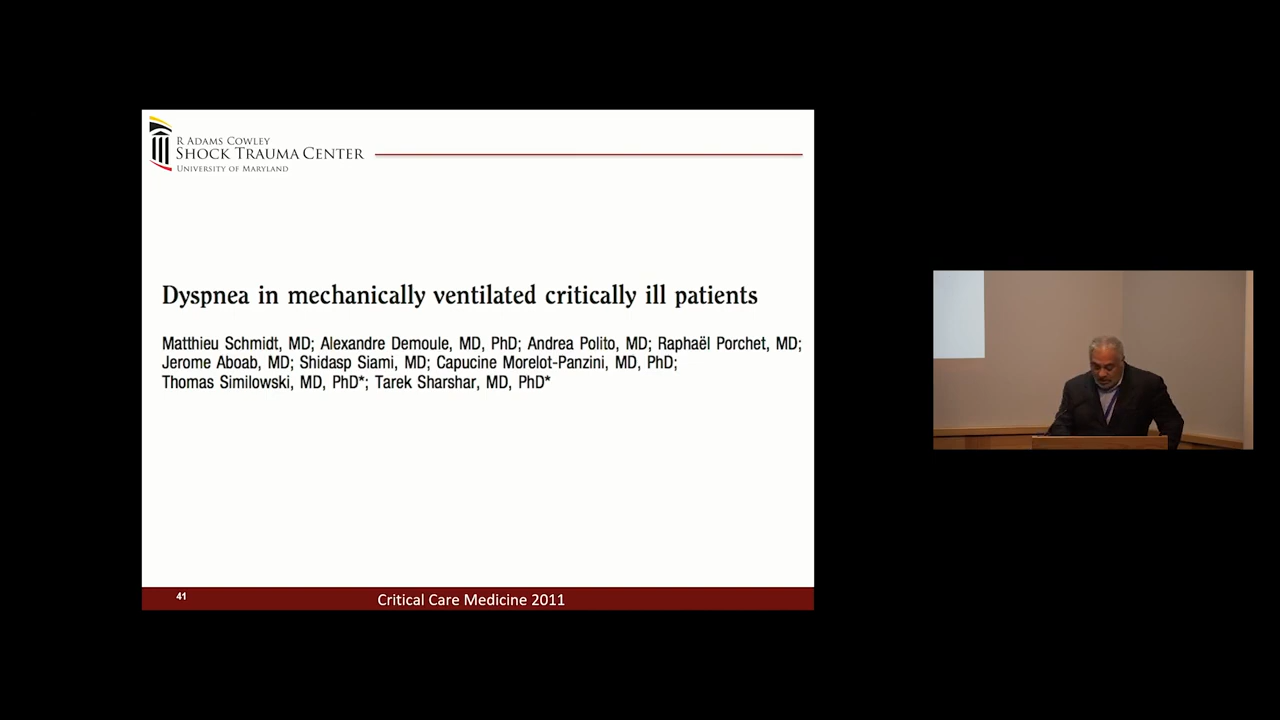 R ADAMS COWLEY
SHOCK TRAUMA CENTER
UNIVERSITY OF MARYLAND
Dyspnea in mechanically ventilated critically ill patients
Matthieu Schmidt, MD; Alexandre Demoule, MD, PhD; Andrea Polito, MD; Raphaël Porchet, MD;
Jerome Aboab, MD; Shidasp Siami, MD; Capucine Morelot-Panzini, MD, PhD;
Thomas Similowski, MD, PhD*; Tarek Sharshar, MD, PhD*
41
Critical Care Medicine 2011